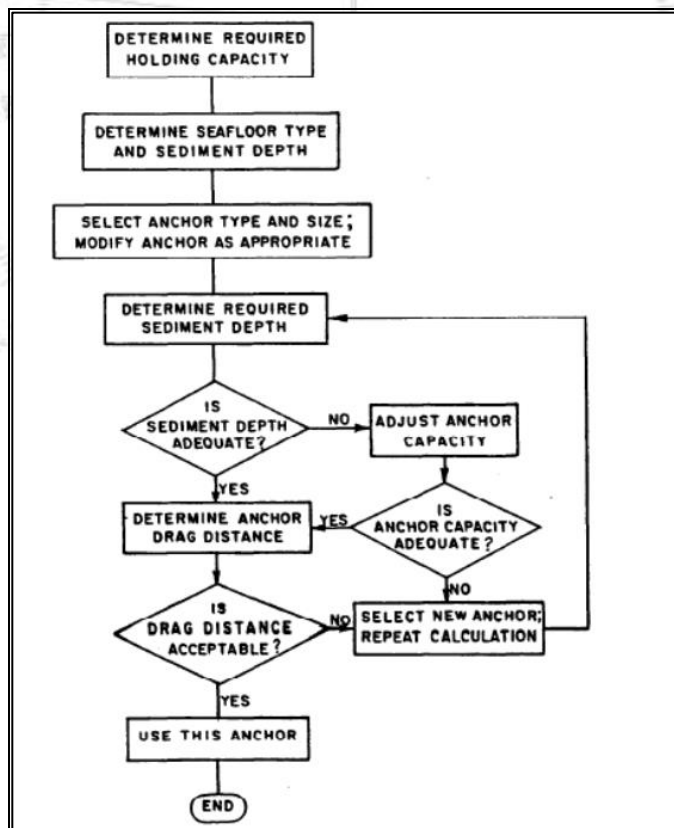 DETERMINE REQUIRED
HOLDING CAPACITY
DETERMINE SEAFLOOR TYPE
AND SEDIMENT DEPTH
SELECT ANCHOR TYPE AND SIZE;
MODIFY ANCHOR AS APPROPRIATE
DETERMINE REQUIRED
SEDIMENT DEPTH
IS
SEDIMENT DEPTH
ADEQUATE?
NO
ADJUST ANCHOR
CAPACITY
YES
DETERMINE ANCHOR
DRAG DISTANCE
YES
IS
ANCHOR CAPACITY
ADEQUATE?
NO
IS
DRAG DISTANCE
ACCEPTABLE?
NO
SELECT NEW ANCHOR;
REPEAT CALCULATION
YES
USE THIS ANCHOR
END